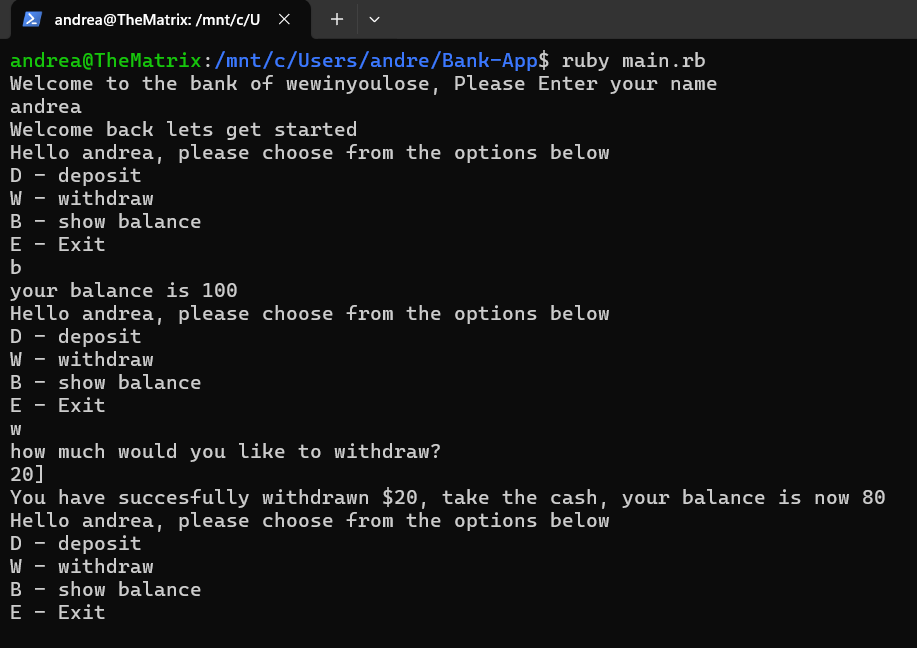 andrea@TheMatrix: /mnt/c/U
andrea@TheMatrix:/mnt/c/Users/andre/Bank-App$ ruby main.rb
Welcome to the bank of wewinyoulose, Please Enter your name
andrea
Welcome back lets get started
Hello andrea, please choose from the options below
D - deposit
W - withdraw
B - show balance
E - Exit
b
your balance is 100
Hello andrea, please choose from the options below
D - deposit
W - withdraw
B - show balance
E - Exit
w
how much would you like to withdraw?
20]
You have succesfully withdrawn $20, take the cash, your balance is now 80
Hello andrea, please choose from the options below
D - deposit
W - withdraw
B - show balance
E - Exit